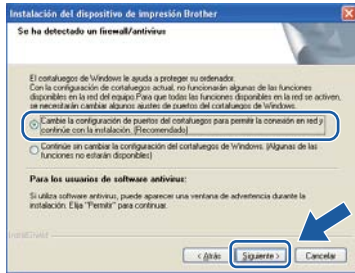 Instalación del dispositivo de impresión Brother
Se ha detectado un firewall/antivirus
El cortafuegos de Windows le ayuda a proteger su ordenador.
Con la configuración de cortafuegos actual, no funcionarán algunas de las funciones
disponibles en la red del equipo.Para que todas las funciones disponibles en la red se activen,
se necesitarán cambiar algunos ajustes de puertos del cortafuegos de Windows.
Cambie la configuración de puertos del cortafuegos para permitir la conexión en red y
continúe con la instalación. (Recomendado)
Continúe sin cambiar la configuración del cortafuegos de Windows. (Algunas de las
funciones no estarán disponibles)
Para los usuarios de software antivirus:
Si utiliza software antivirus, puede aparecer una ventana de advertencia durante la
instalación. Elija "Permitir" para continuar.
InstallShield
< Atrás
Siguiente >
Cancelar